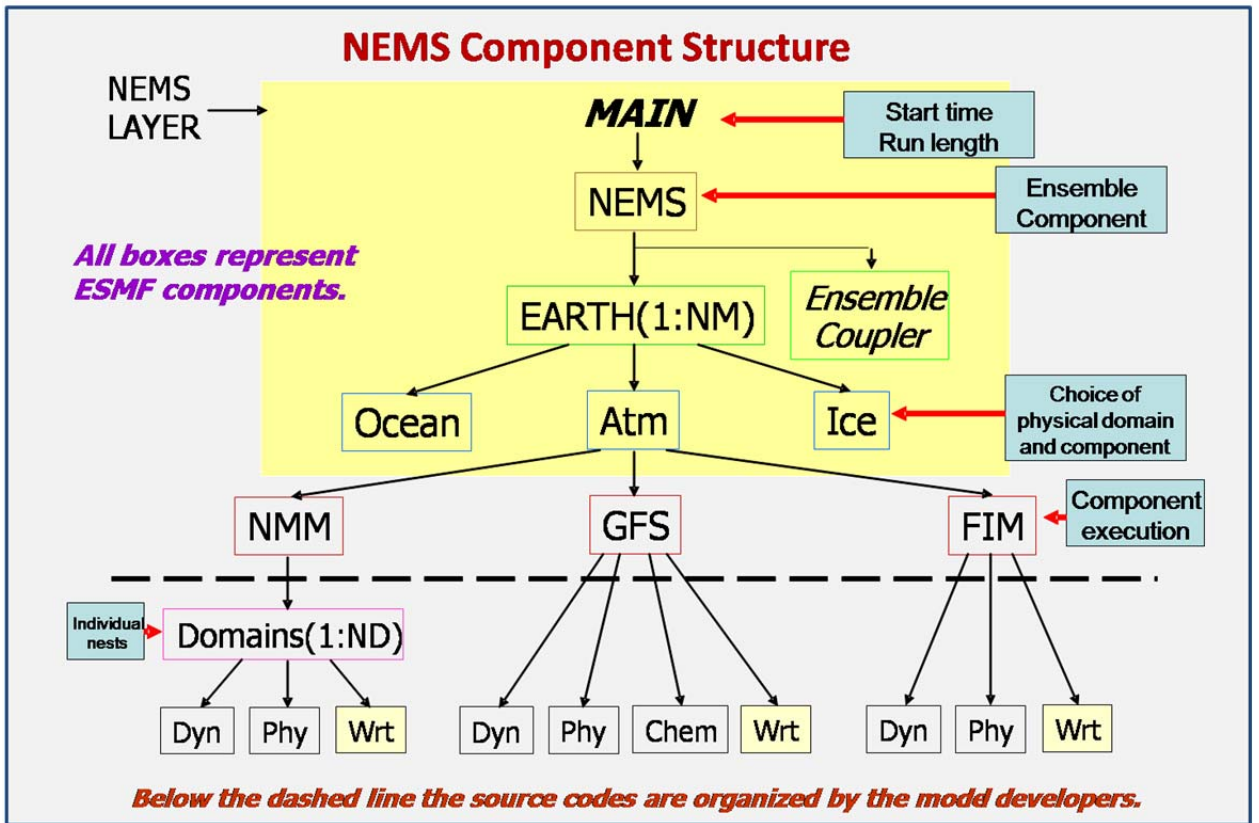 NEMS Component Structure
NEMS
LAYER
MAIN
Start time
Run length
NEMS
Ensemble
Component
All boxes represent
ESMF components.
EARTH(1:NM)
Ensemble
Coupler
Ocean
Atm
Ice
Choice of
physical domain
and component
NMM
GFS
FIM
Component
execution
Individual
nests
Domains(1:ND)
Dyn
Phy
Wrt
Dyn
Phy
Chem
Wrt
Dyn
Phy
Wrt
Below the dashed line the source codes are organized by the model developers.